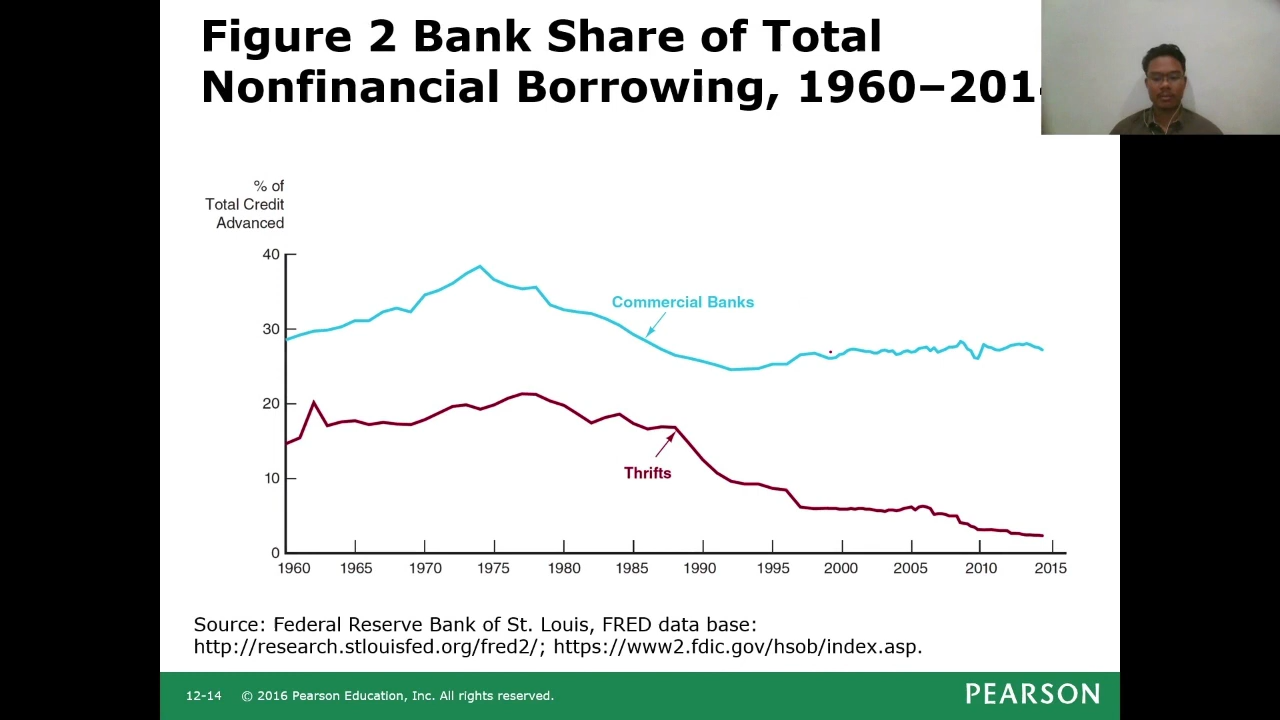 Figure 2 Bank Share of Total
Nonfinancial Borrowing, 1960–201
% of
Total Credit
Advanced
40
30
20
10
0
Commercial Banks
Thrifts
1960 1965 1970 1975 1980 1985 1990 1995 2000 2005 2010 2015
Source: Federal Reserve Bank of St. Louis, FRED data base:
http://research.stlouisfed.org/fred2/; https://www2.fdic.gov/hsob/index.asp.
12-14 © 2016 Pearson Education, Inc. All rights reserved.
PEARSON